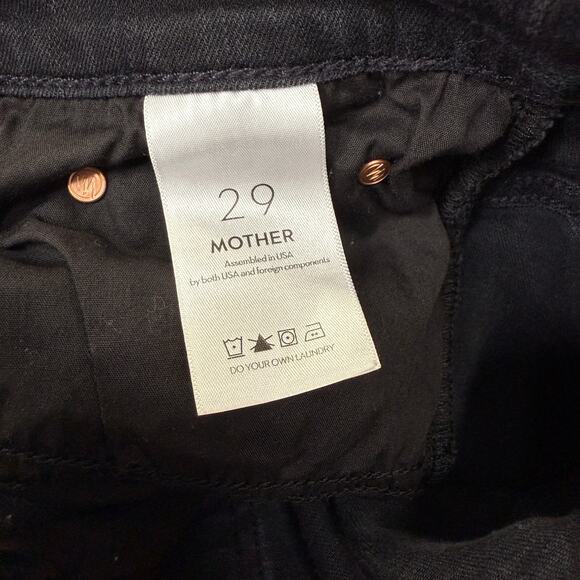 29
MOTHER
Assembled in USA
by both USA and foreign components
DO YOUR OWN LAUNDRY